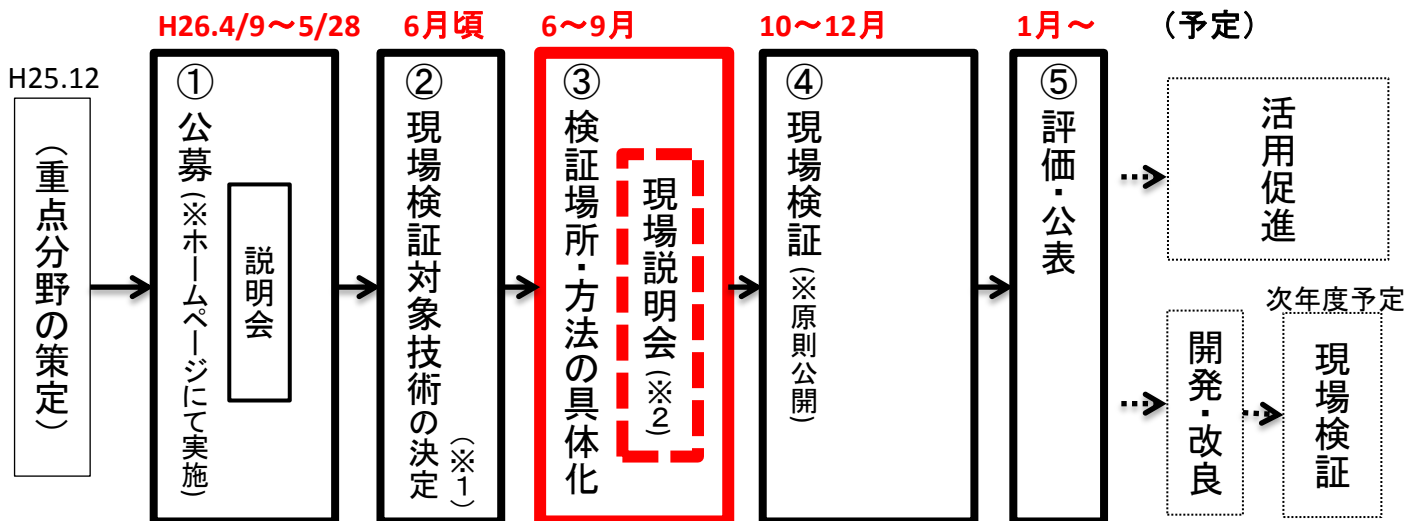 H26.4/9～5/28
6月頃
6～9月
10～12月
1月～
（予定）
H25.12
（重点分野の策定）
①公募（※ホームページにて実施）
説明会
②現場検証対象技術の決定
（※１）
③検証場所・方法の具体化
現場説明会（※２）
④現場検証（※原則公開）
⑤評価・公表
活用促進
次年度予定
開発・改良
現場検証